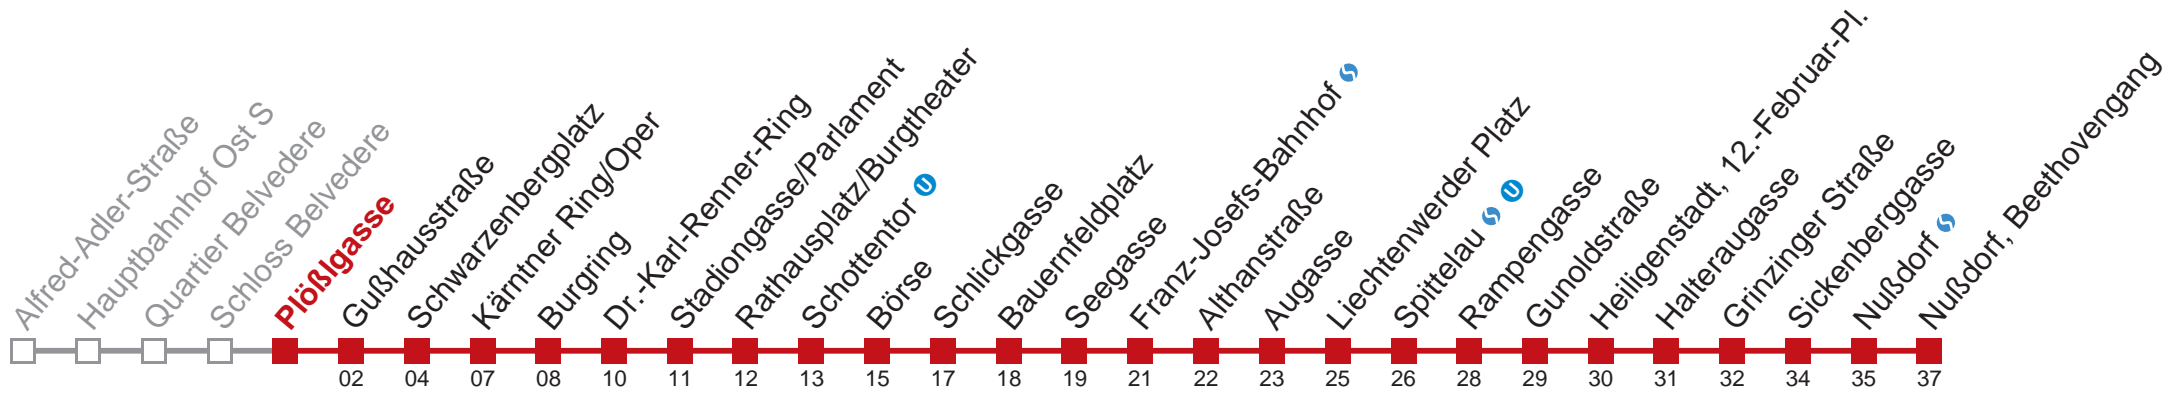 Alfred-Adler-Straße
Hauptbahnhof Ost S
Quartier Belvedere
Schloss Belvedere
Plößlgasse
Gußhausstraße
Schwarzenbergplatz
Kärntner Ring/Oper
Burgring
Dr.-Karl-Renner-Ring
Stadiongasse/Parlament
Rathausplatz/Burgtheater
Schottentor U
Börse
Schlickgasse
Bauernfeldplatz
Seegasse
Franz-Josefs-Bahnhof S
Althanstraße
Augasse
Liechtenwerder Platz
Spittelau S U
Rampengasse
Gunoldstraße
Heiligenstadt, 12.-Februar-Pl.
Halteraugasse
Grinzinger Straße
Sickenberggasse
Nußdorf S
Nußdorf, Beethovengang
02 04 07 08 10 11 12 13 15 17 18 19 21 22 23 25 26 28 29 30 31 32 34 35 37